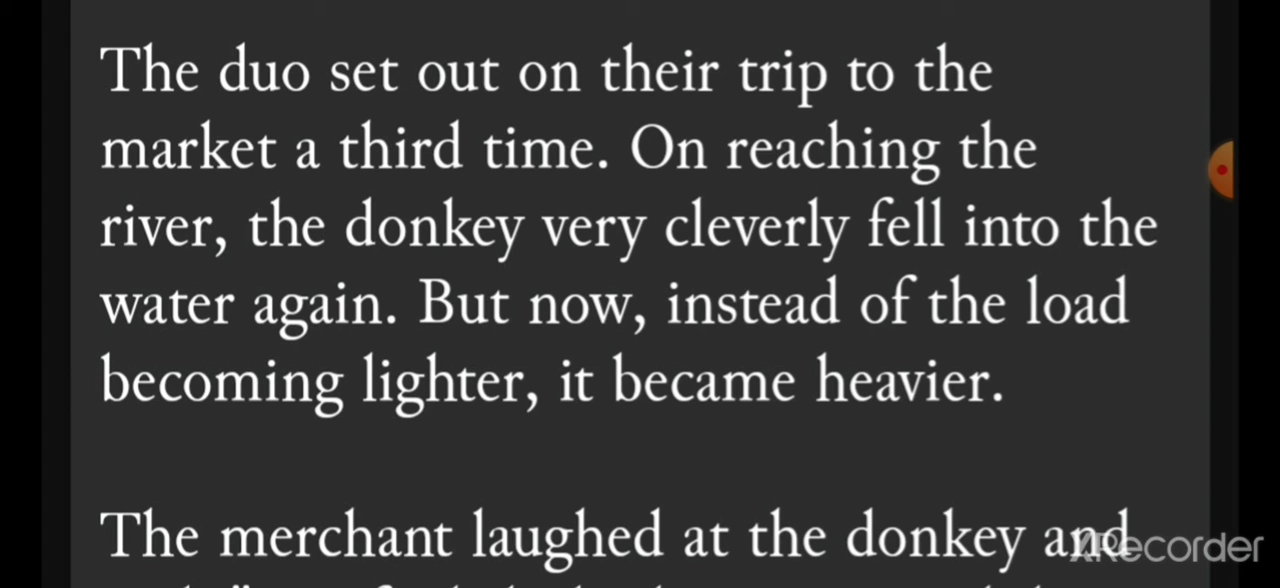 The duo set out on their trip to the
market a third time. On reaching the
river, the donkey very cleverly fell into the
water again. But now, instead of the load
becoming lighter, it became heavier.
The merchant laughed at the donkey and
XRecorder